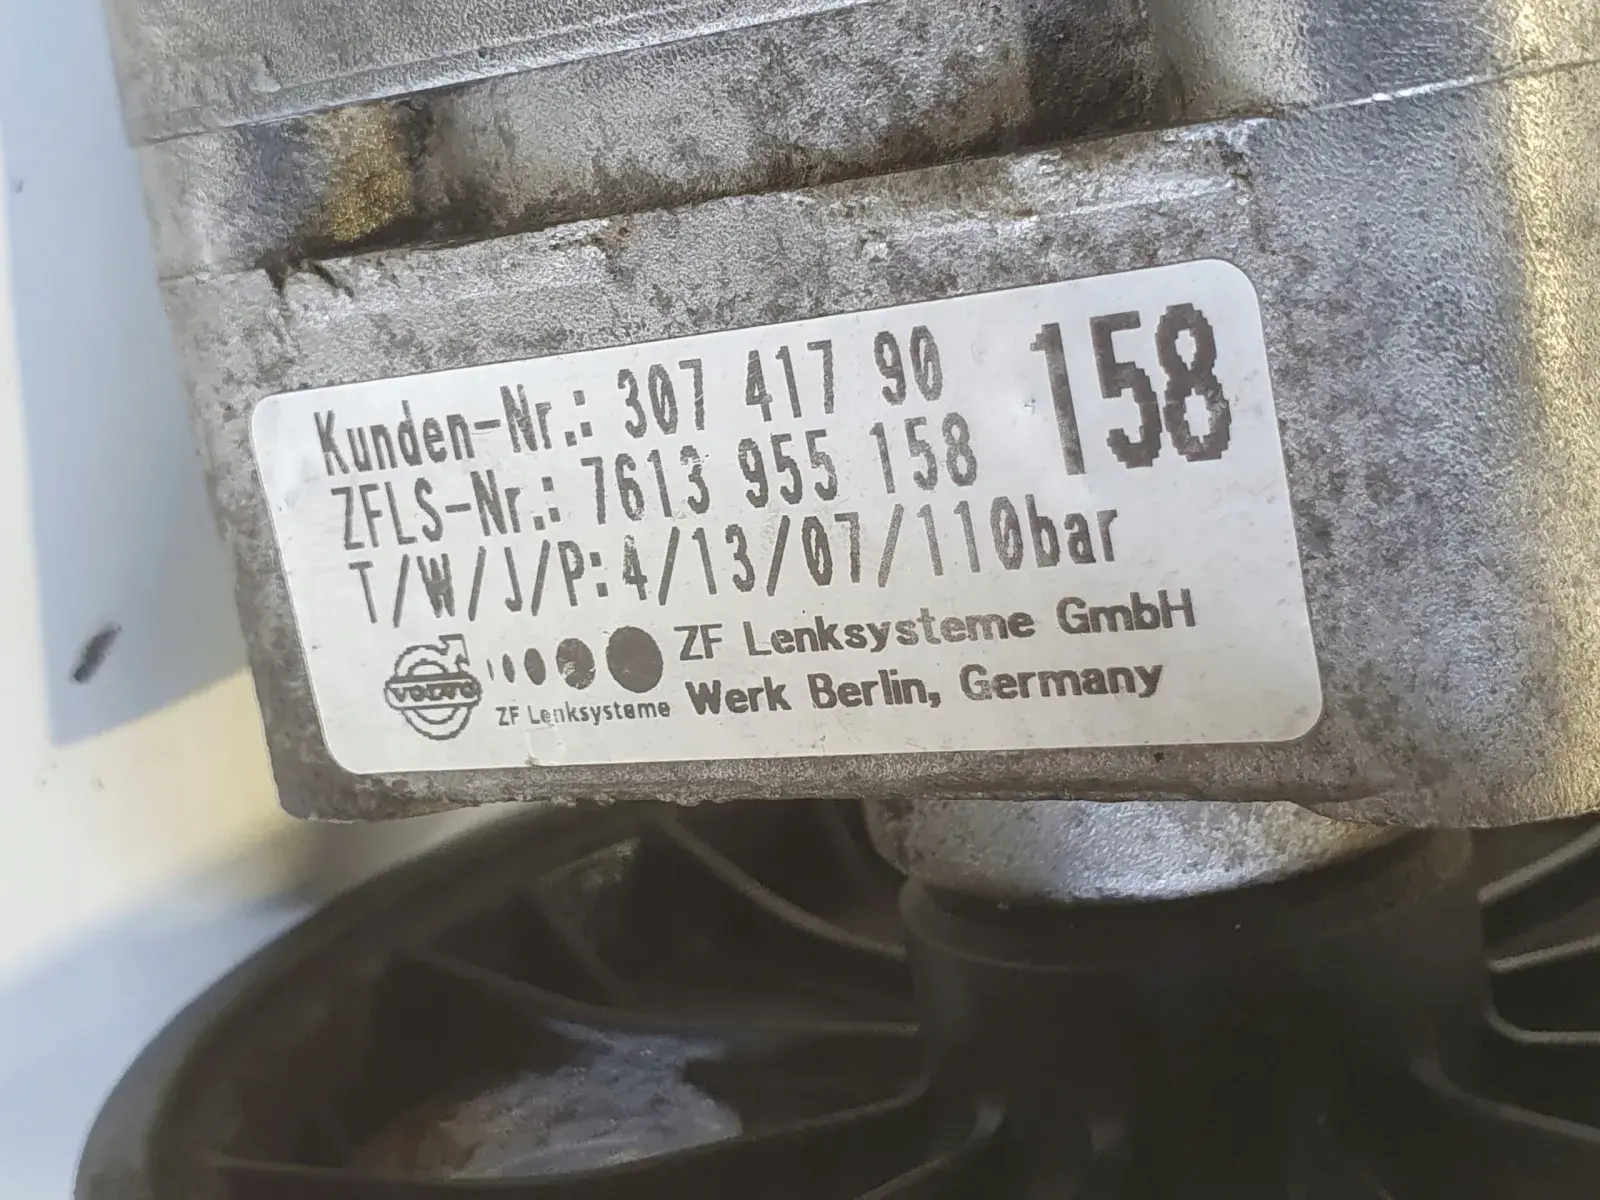 Kunden-Nr.: 307 417 90
158
ZFLS-Nr.: 7613 955 158
T/W/J/P: 4/13/07/110bar
VOLVO
ZF Lenksysteme
ZF Lenksysteme GmbH
Werk Berlin, Germany